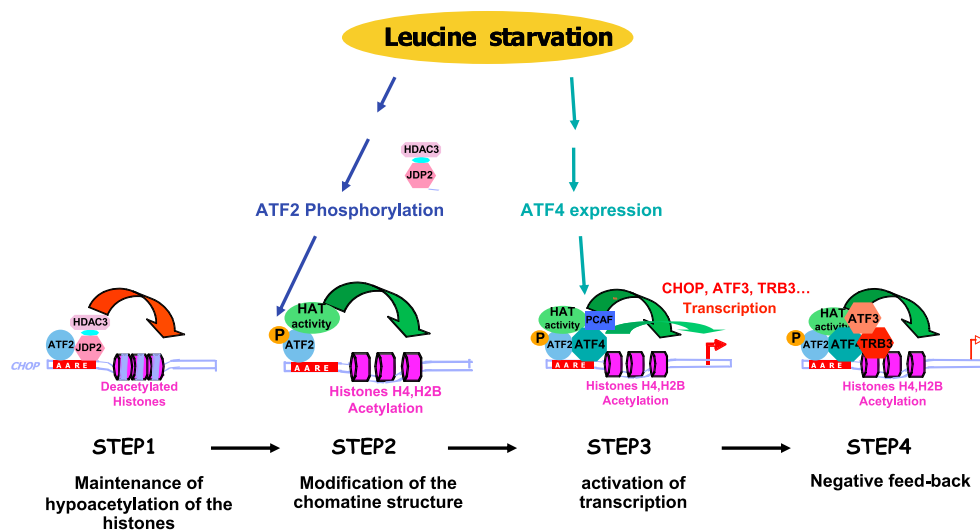 Leucine starvation
HDAC3
JDP2
ATF2 Phosphorylation
ATF4 expression
HDAC3
ATF2
JDP2
CHOP
AARE
Deacetylated
Histones
HAT
activity
P
ATF2
AARE
Histones H4,H2B
Acetylation
HAT
activity
PCAF
P
ATF2
ATF4
AARE
Histones H4,H2B
Acetylation
CHOP, ATF3, TRB3...
Transcription
HAT
activity
ATF3
P
ATF2
ATF
TRB3
AARE
Histones H4,H2B
Acetylation
STEP1
STEP2
STEP3
STEP4
Maintenance of
hypoacetylation of the
histones
Modification of the
chomatine structure
activation of
transcription
Negative feed-back